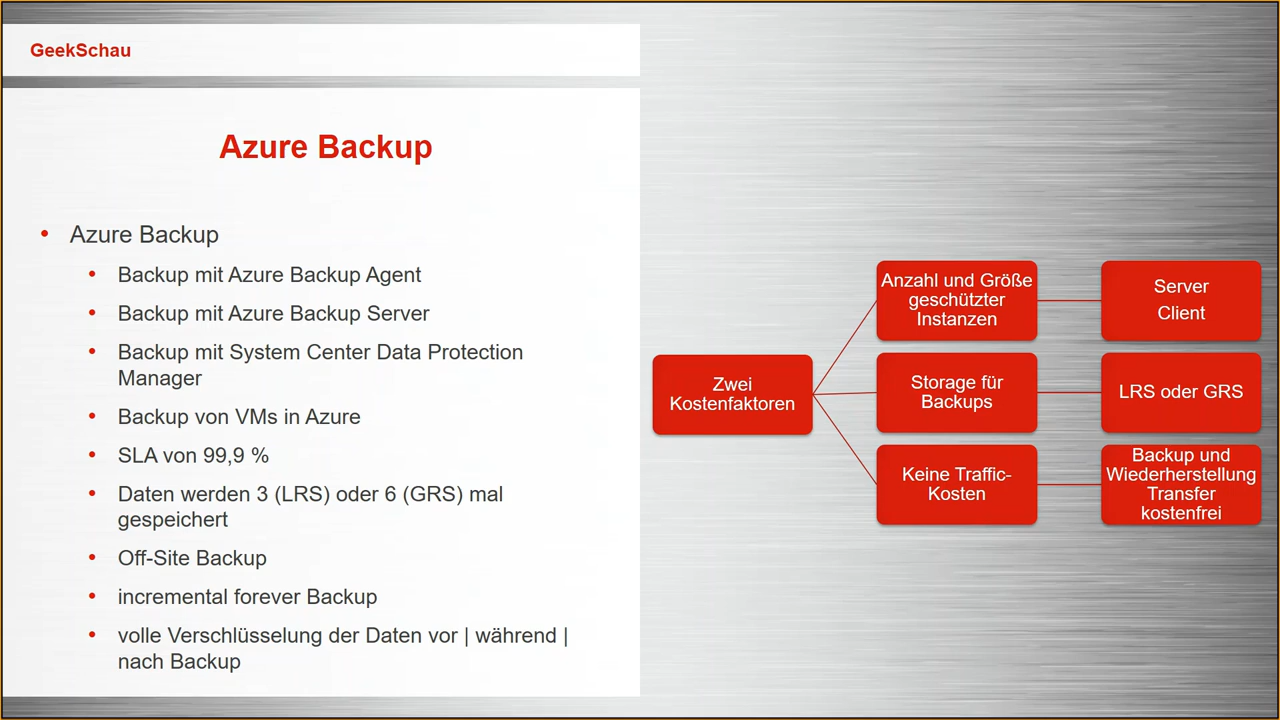 GeekSchau
Azure Backup
Azure Backup
Backup mit Azure Backup Agent
Backup mit Azure Backup Server
Backup mit System Center Data Protection
Manager
Backup von VMs in Azure
SLA von 99,9 %
Daten werden 3 (LRS) oder 6 (GRS) mal
gespeichert
Off-Site Backup
incremental forever Backup
volle Verschlüsselung der Daten vor | während |
nach Backup
Zwei
Kostenfaktoren
Anzahl und Größe
geschützter
Instanzen
Server
Client
Storage für
Backups
LRS oder GRS
Keine Traffic-
Kosten
Backup und
Wiederherstellung
Transfer
kostenfrei